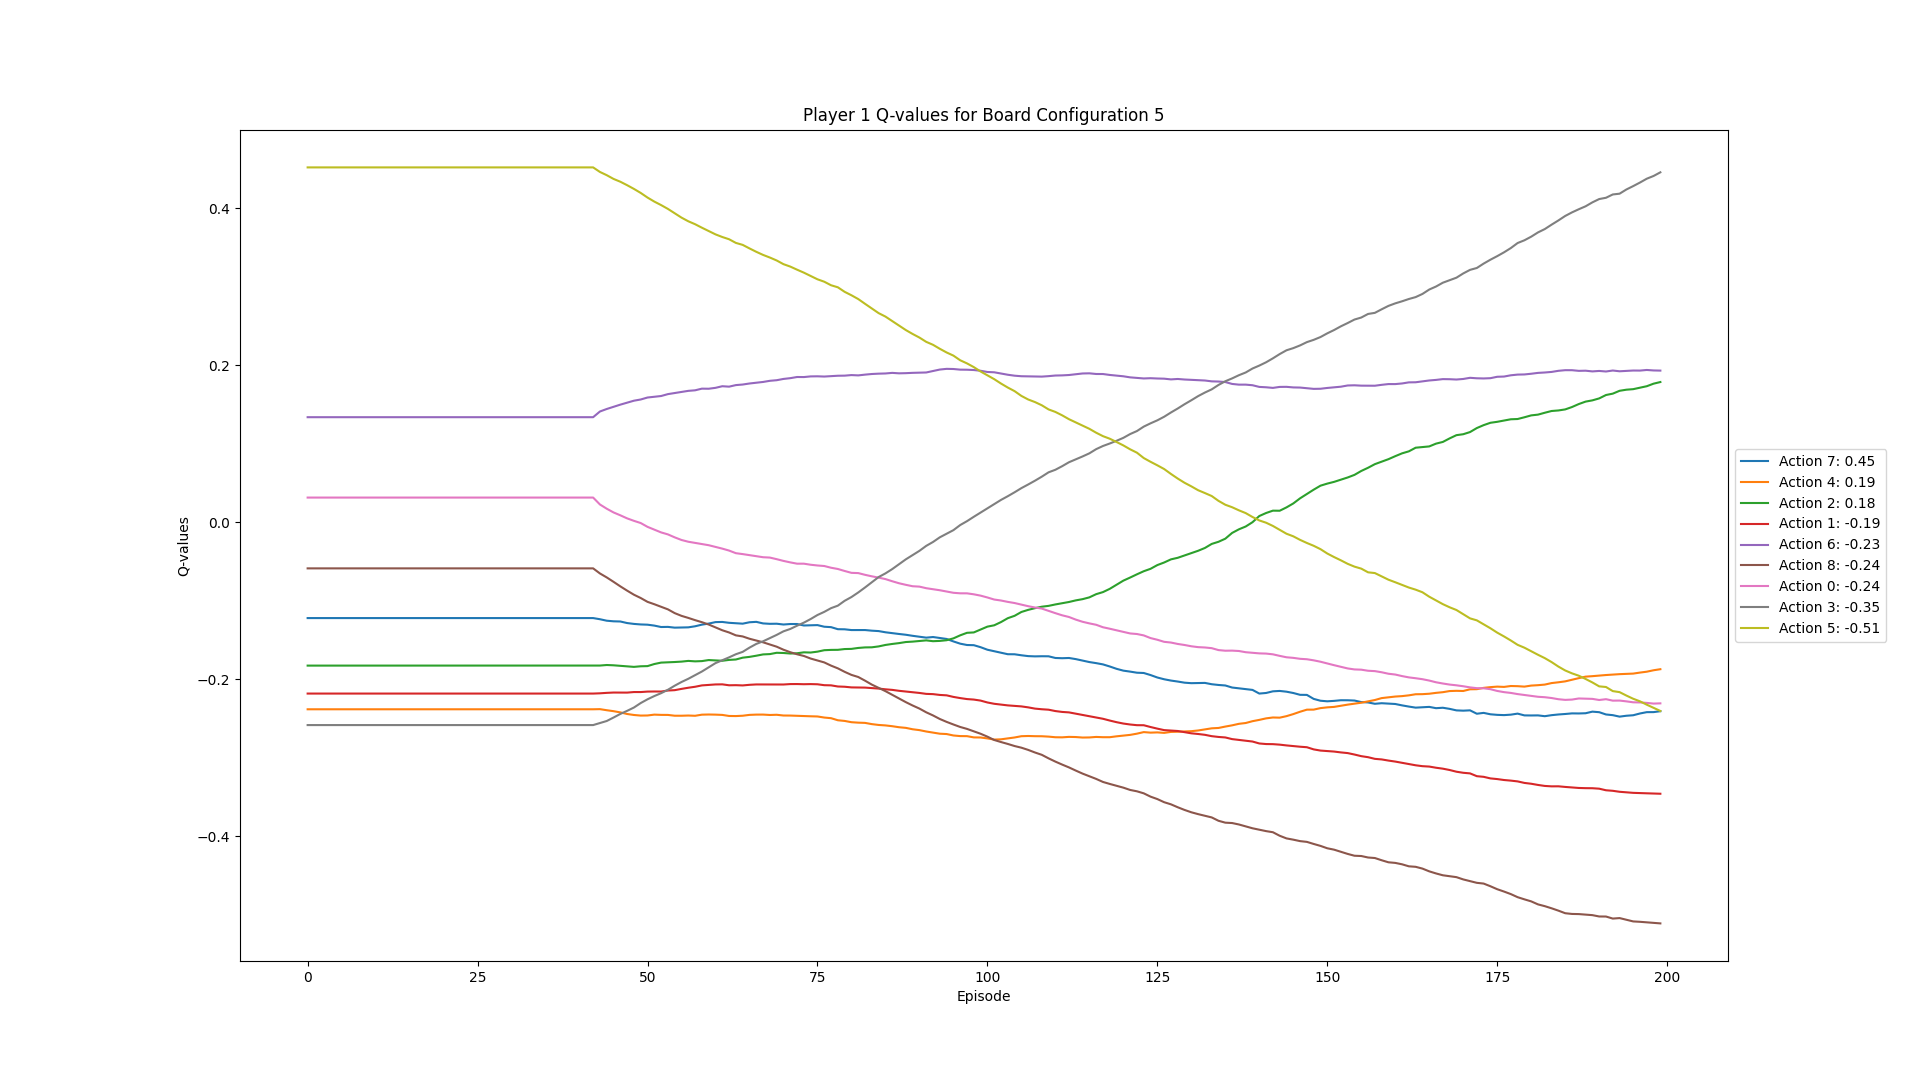 Player 1 Q-values for Board Configuration 5
Q-values
0.4
0.2
0.0
−0.2
−0.4
0
25
50
75
100
125
150
175
200
Episode
Action 7: 0.45
Action 4: 0.19
Action 2: 0.18
Action 1: -0.19
Action 6: -0.23
Action 8: -0.24
Action 0: -0.24
Action 3: -0.35
Action 5: -0.51